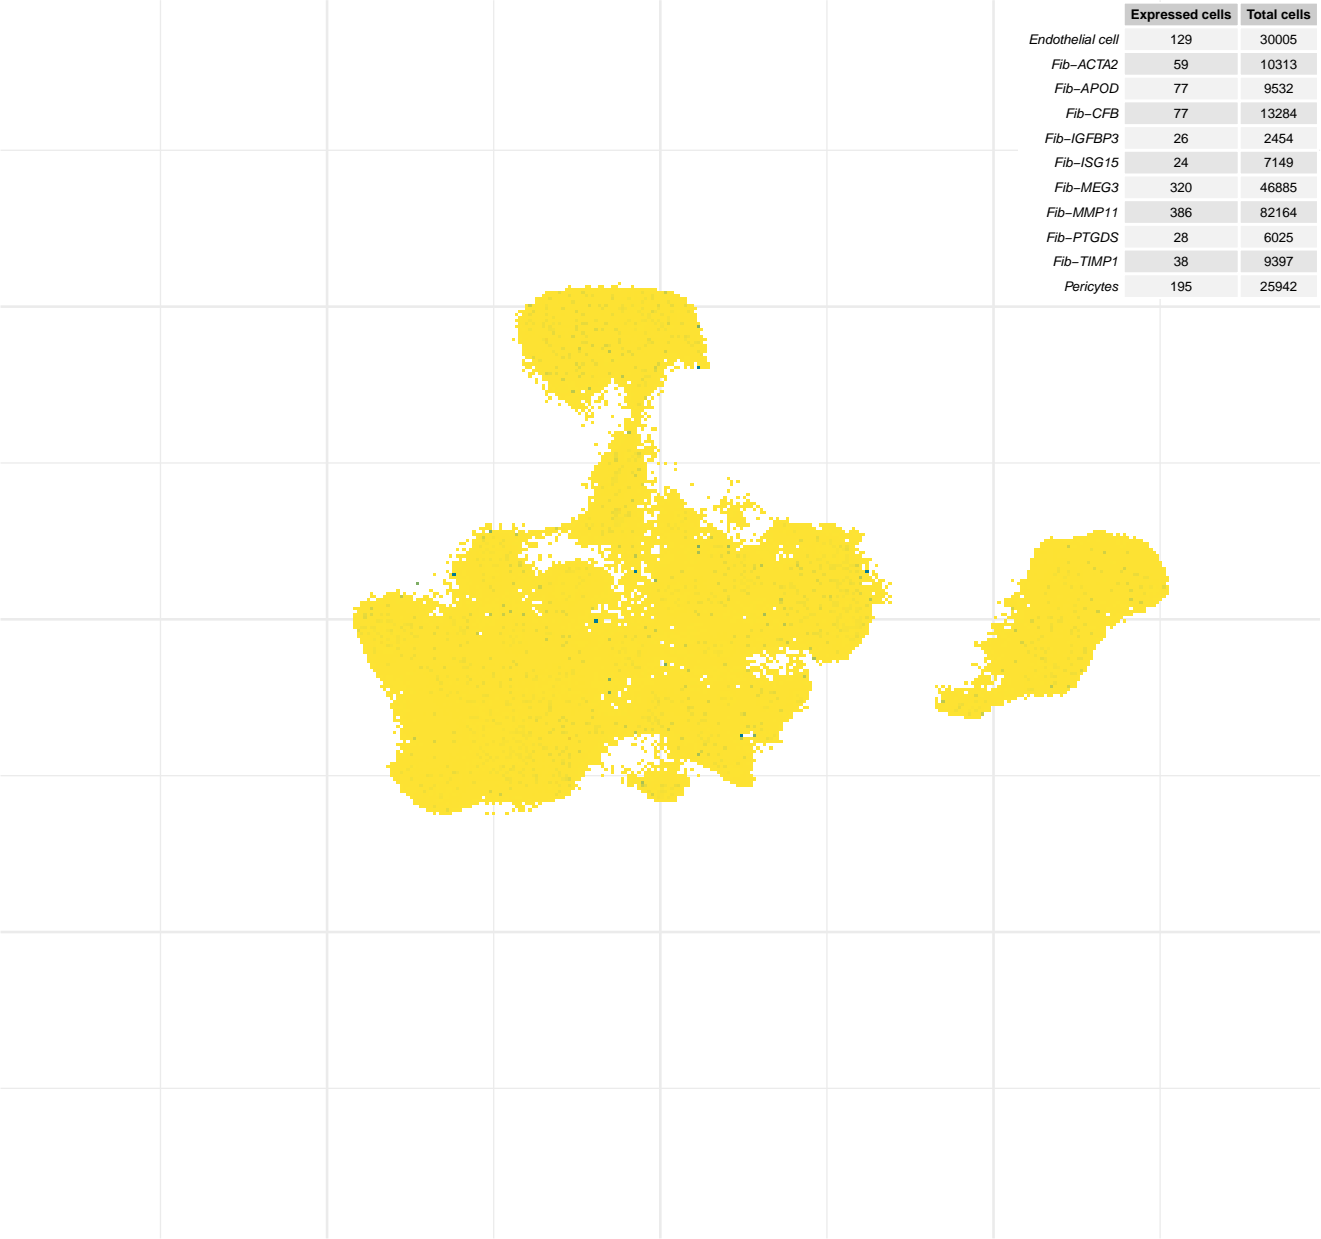 Expressed cells Total cells
Endothelial cell 129 30005
Fib−ACTA2 59 10313
Fib−APOD 77 9532
Fib−CFB 77 13284
Fib−IGFBP3 26 2454
Fib−ISG15 24 7149
Fib−MEG3 320 46885
Fib−MMP11 386 82164
Fib−PTGDS 28 6025
Fib−TIMP1 38 9397
Pericytes 195 25942